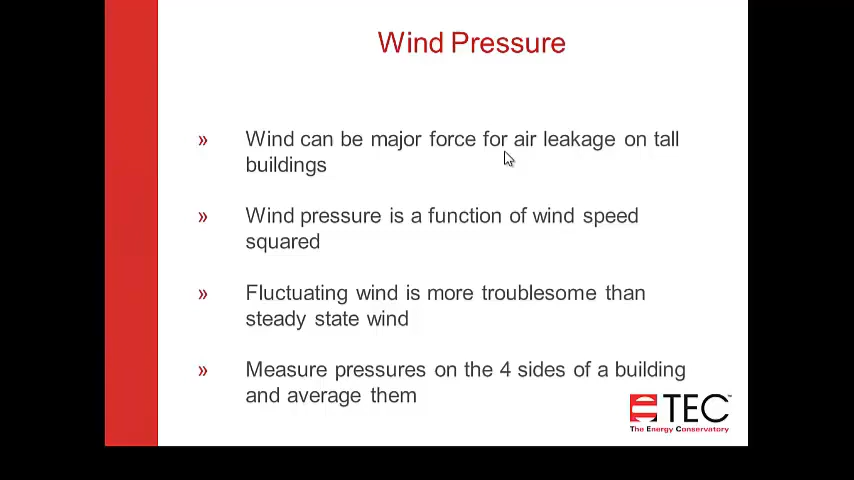 Wind Pressure
» Wind can be major force for air leakage on tall
buildings
» Wind pressure is a function of wind speed
squared
» Fluctuating wind is more troublesome than
steady state wind
» Measure pressures on the 4 sides of a building
and average them
TEC™
The Energy Conservatory